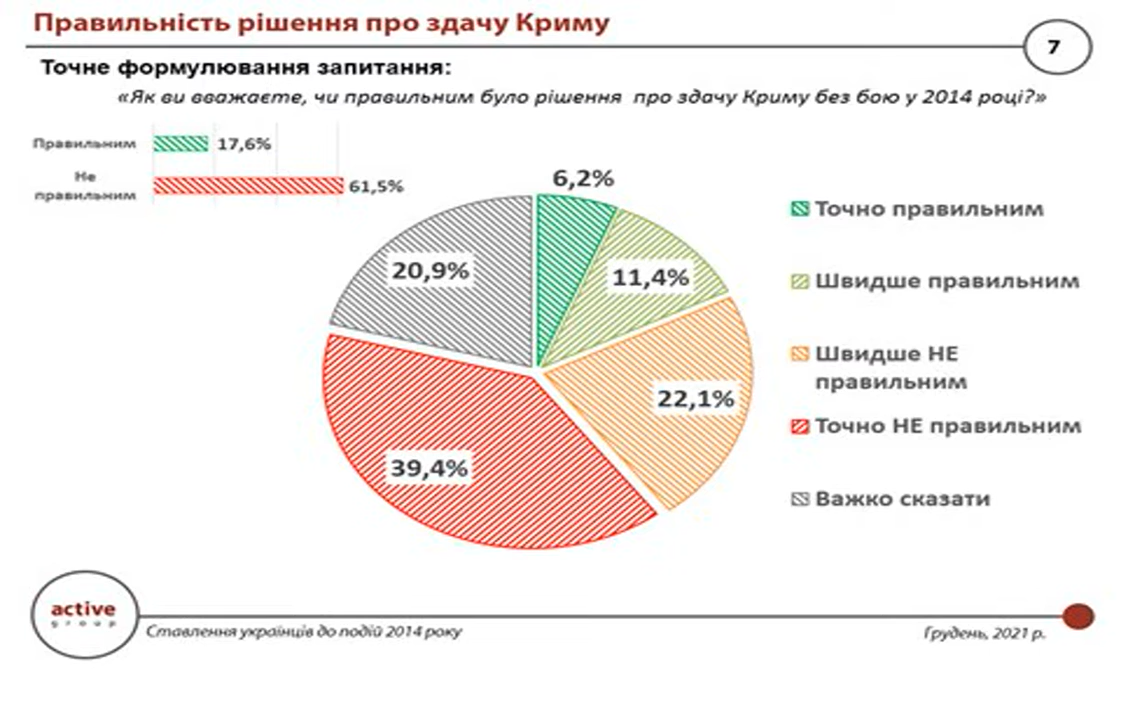 Правильність рішення про здачу Криму
7
Точне формулювання запитання:
«Як ви вважаєте, чи правильним було рішення про здачу Криму без бою у 2014 році?»
Правильним
17,6%
Не
правильним
61,5%
6,2%
11,4%
22,1%
39,4%
20,9%
Точно правильним
Швидше правильним
Швидше НЕ
правильним
Точно НЕ правильним
Важко сказати
active
group
Ставлення українців до подій 2014 року
Грудень, 2021 р.